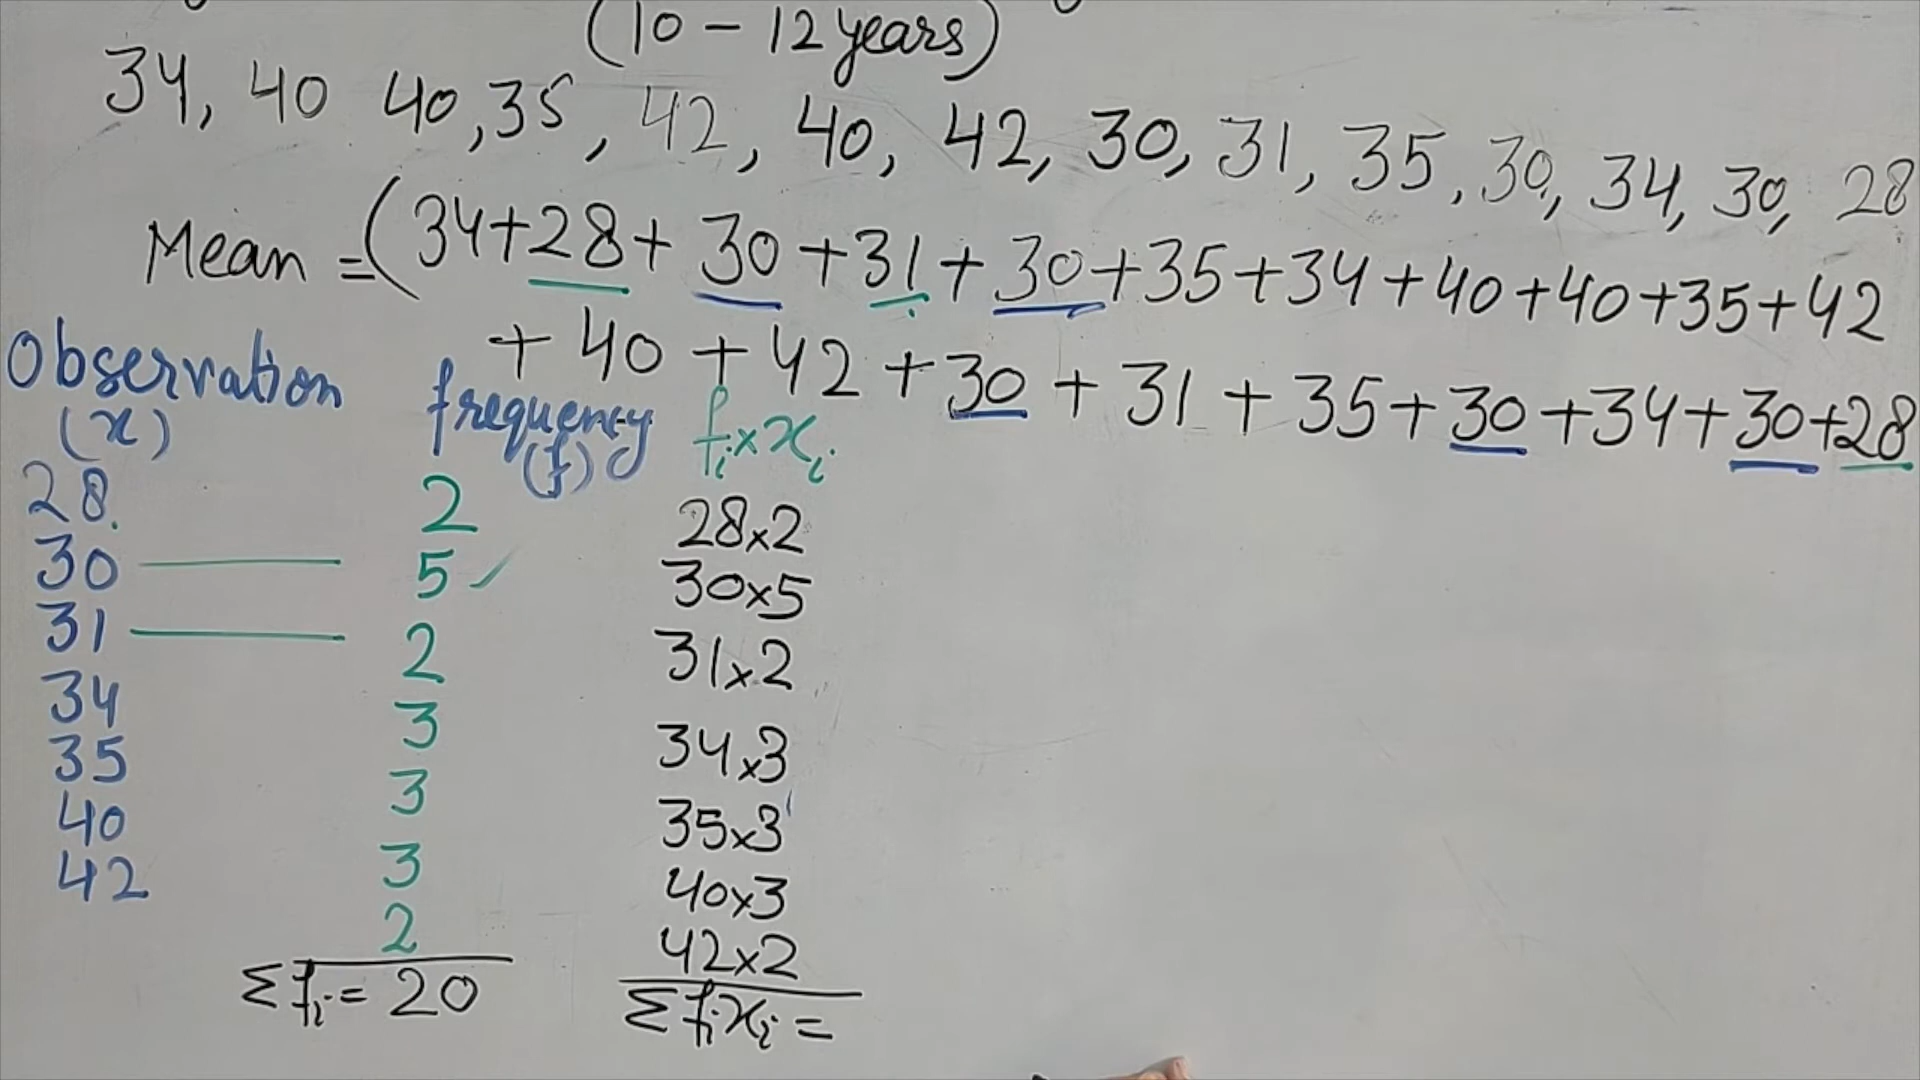 (10 - 12 years)
34, 40 40, 35, 42, 40, 42, 30, 31, 35, 30, 34, 30, 28
Mean = (34+28+ 30 +31 + 30+35+34+40+40+35+42
+ 40 + 42 + 30 + 31 + 35+30+34+30+28
Observation (x) frequency (f) fi×xi
28 2 28×2
30 5 ✓ 30×5
31 2 31×2
34 3 34×3
35 3 35×3
40 3 40×3
42 2 42×2
Σfi = 20 Σfixi =